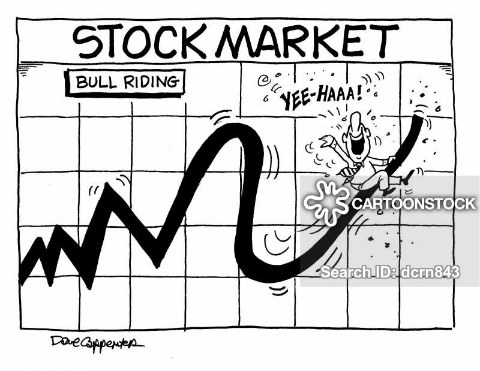 STOCK MARKET
BULL RIDING
YEE-HAAA!
CARTOONSTOCK
Search ID: dcrn843
Dave Carpenter